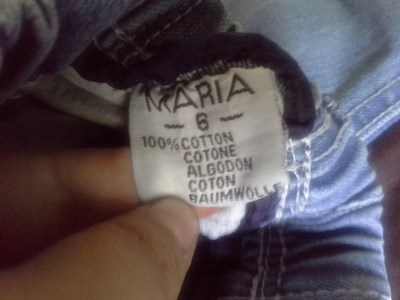 MARIA
- 6 -
100% COTTON
COTONE
ALGODON
COTON
BAUMWOLLE